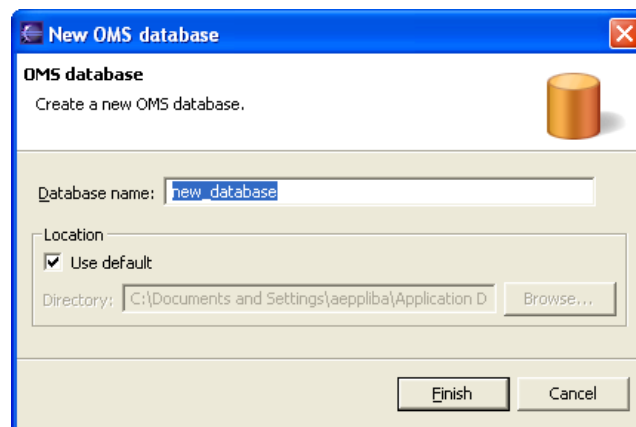 New OMS database
OMS database
Create a new OMS database.
Database name: new_database
Location
Use default
Directory: C:\Documents and Settings\aeppliba\Application D Browse...
Finish Cancel